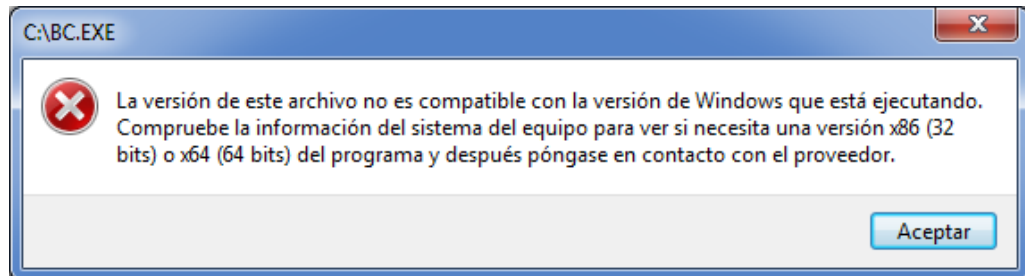 C:\BC.EXE
La versión de este archivo no es compatible con la versión de Windows que está ejecutando.
Compruebe la información del sistema del equipo para ver si necesita una versión x86 (32
bits) o x64 (64 bits) del programa y después póngase en contacto con el proveedor.
Aceptar